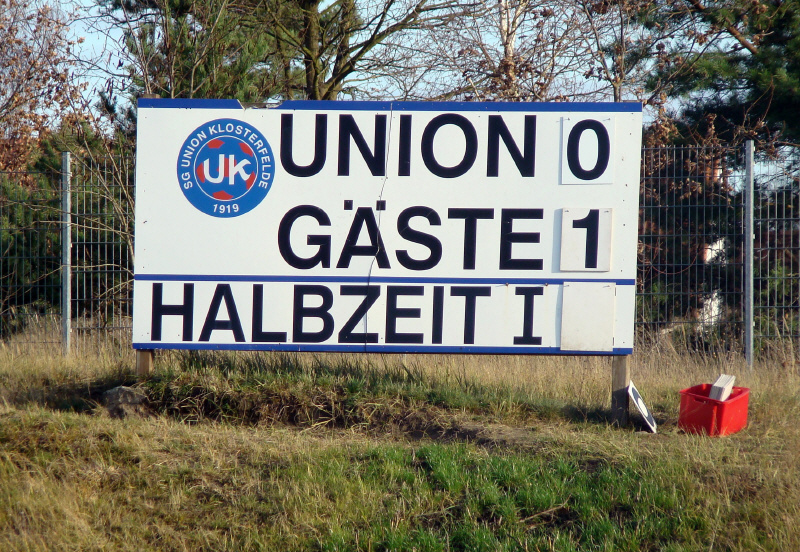 SG UNION KLOSTERFELDE
UK
1919
UNION 0
GÄSTE 1
HALBZEIT I